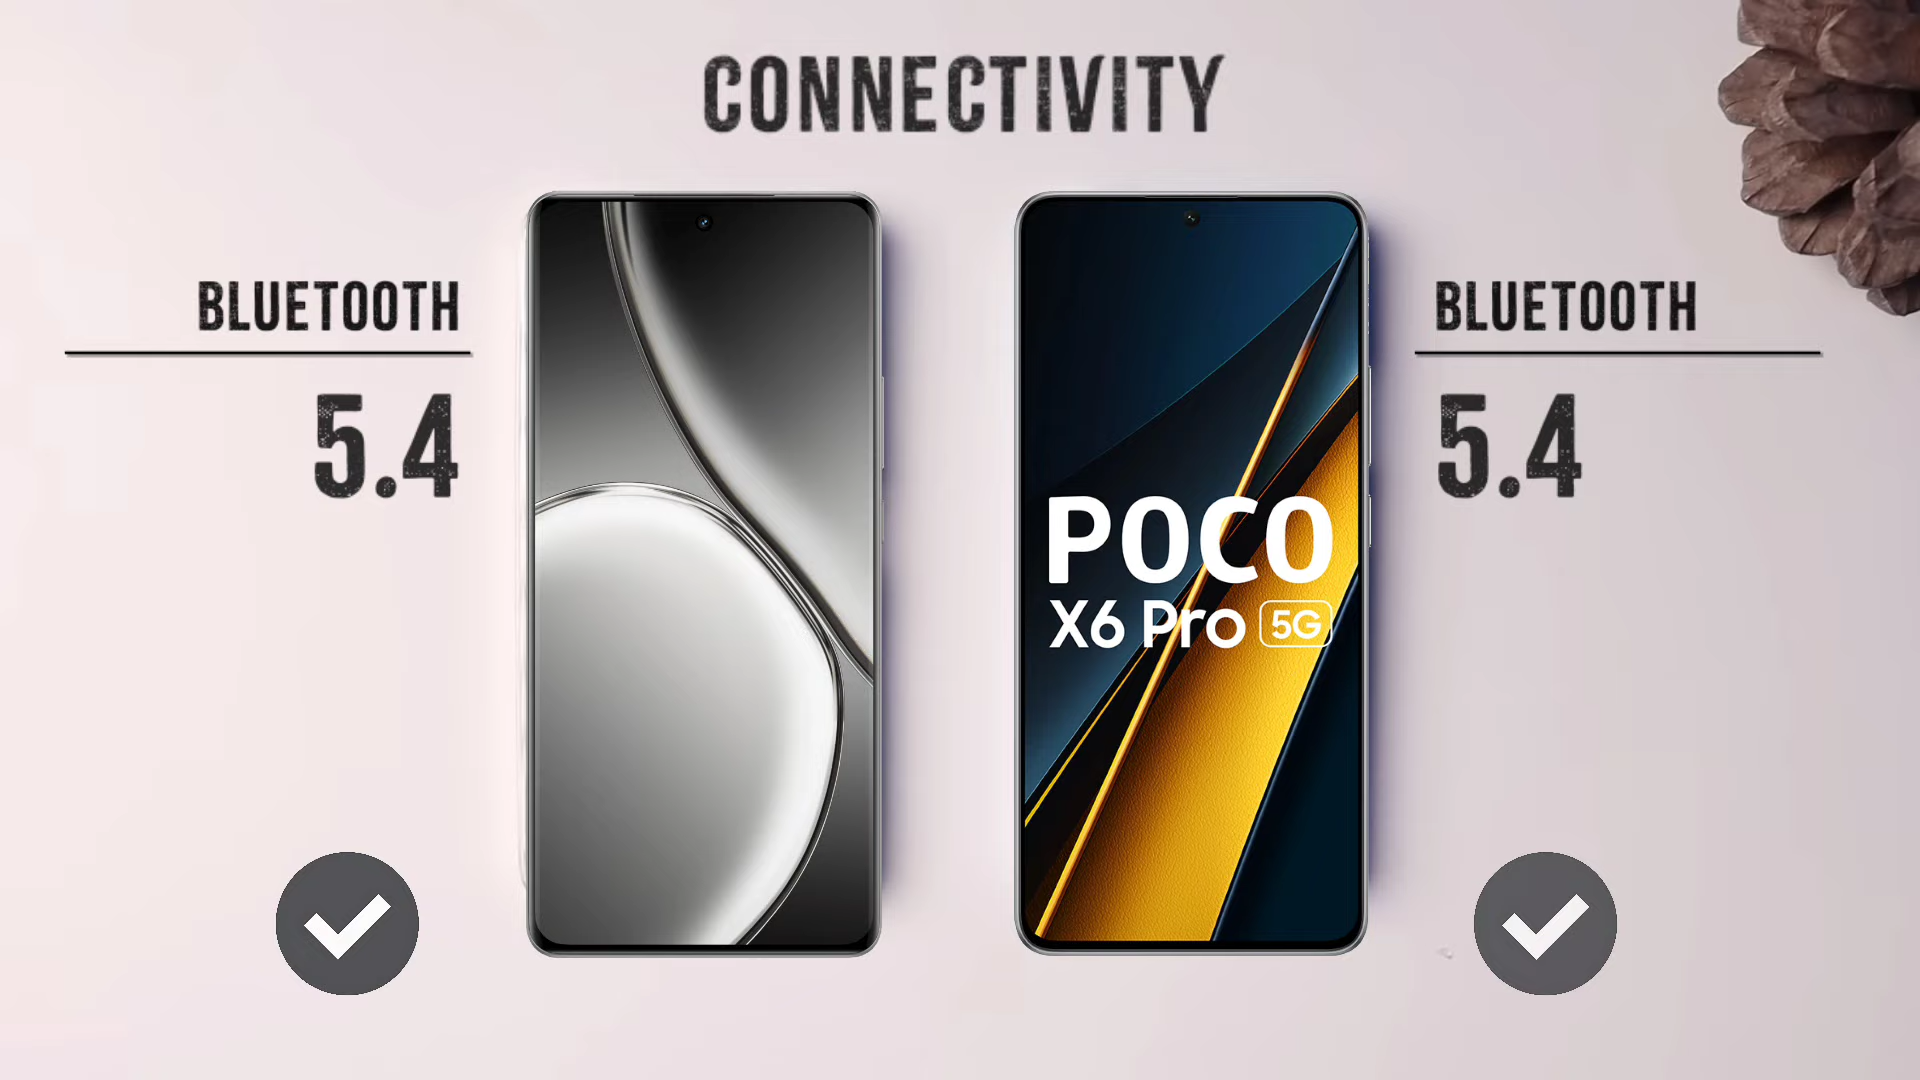 CONNECTIVITY
BLUETOOTH
5.4
POCO
X6 Pro 5G
BLUETOOTH
5.4